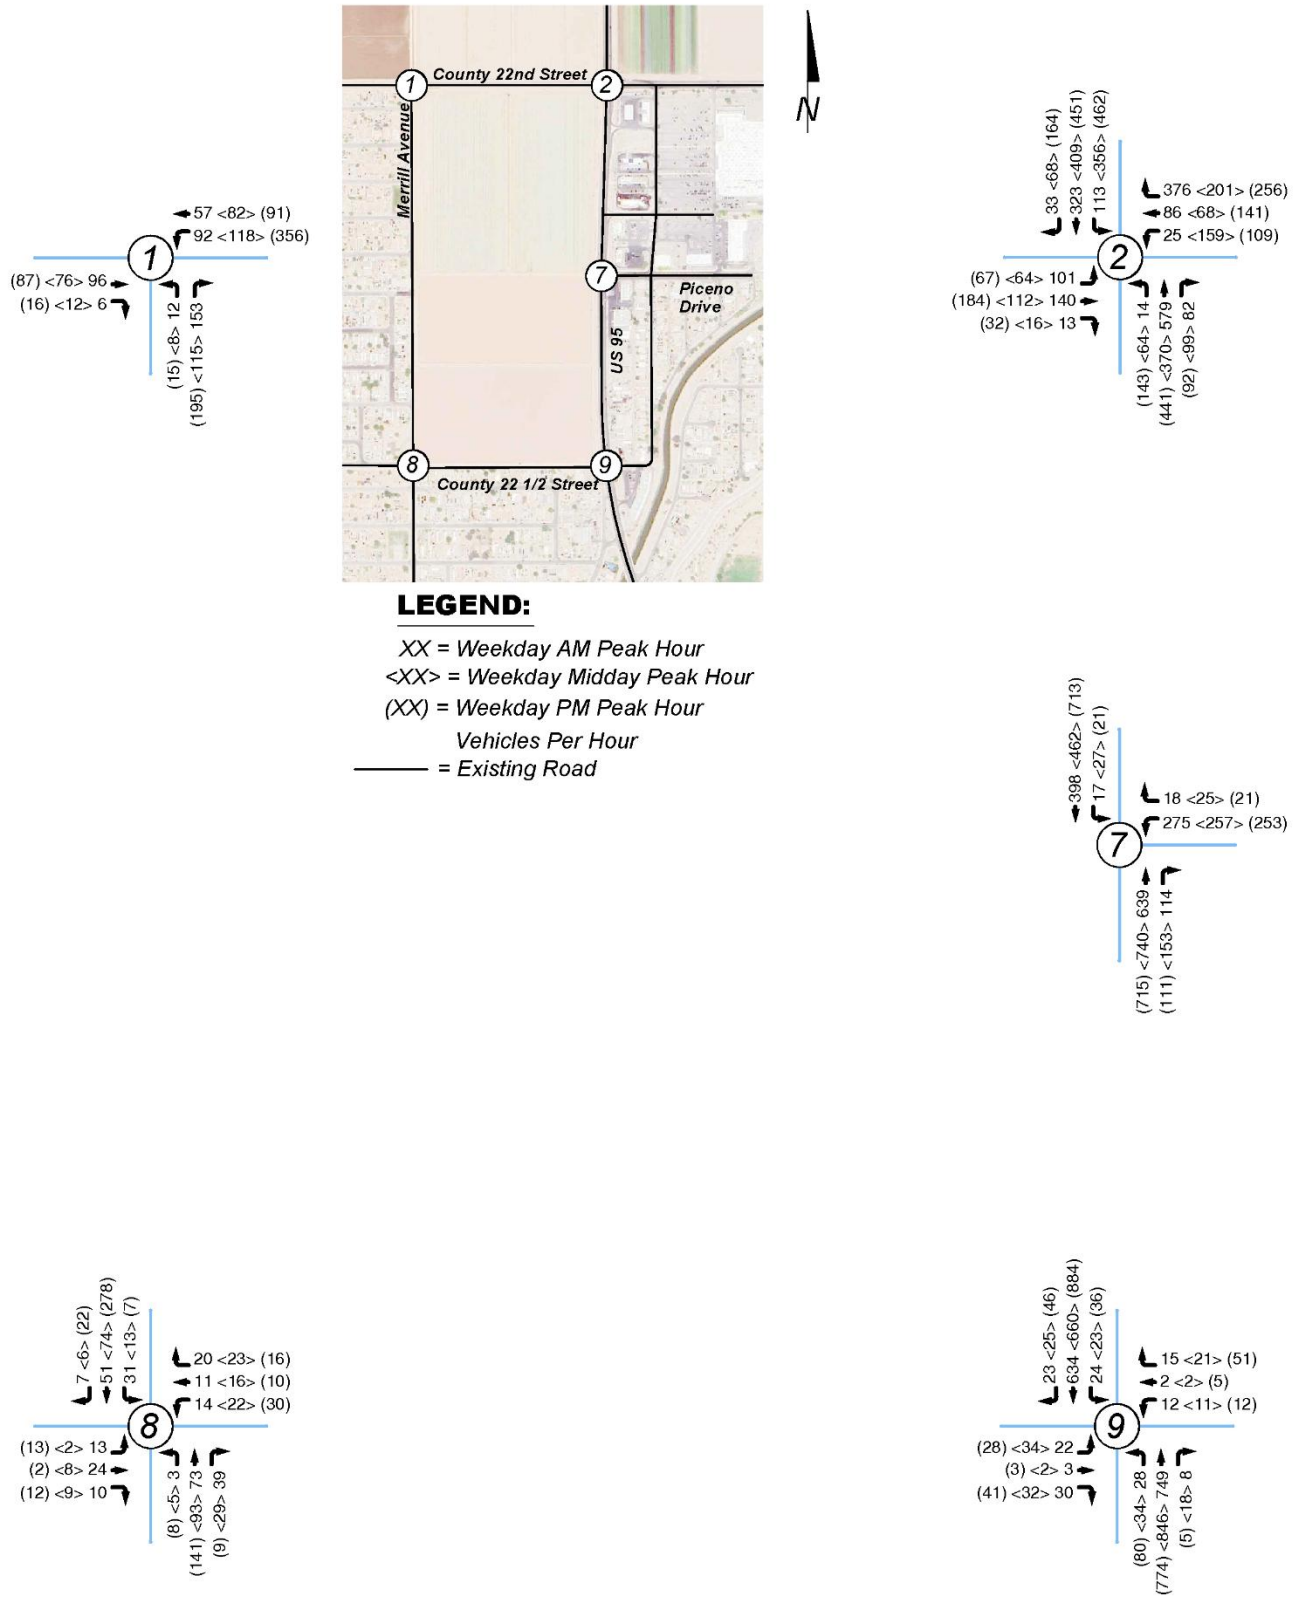 County 22nd Street
1
2
Merrill Avenue
7
Piceno
Drive
US 95
8
9
County 22 1/2 Street
N
LEGEND:
XX = Weekday AM Peak Hour
<XX> = Weekday Midday Peak Hour
(XX) = Weekday PM Peak Hour
Vehicles Per Hour
= Existing Road
57 <82> (91)
92 <118> (356)
1
(87) <76> 96
(16) <12> 6
(15) <8> 12
(195) <115> 153
33 <68> (164)
323 <409> (451)
113 <356> (462)
376 <201> (256)
86 <68> (141)
25 <159> (109)
2
(67) <64> 101
(184) <112> 140
(32) <16> 13
(143) <64> 14
(441) <370> 579
(92) <99> 82
398 <462> (713)
17 <27> (21)
18 <25> (21)
275 <257> (253)
7
(715) <740> 639
(111) <153> 114
7 <6> (22)
51 <74> (278)
31 <13> (7)
20 <23> (16)
11 <16> (10)
14 <22> (30)
8
(13) <2> 13
(2) <8> 24
(12) <9> 10
(8) <5> 3
(141) <93> 73
(9) <29> 39
23 <25> (46)
634 <660> (884)
24 <23> (36)
15 <21> (51)
2 <2> (5)
12 <11> (12)
9
(28) <34> 22
(3) <2> 3
(41) <32> 30
(80) <34> 28
(774) <846> 749
(5) <18> 8